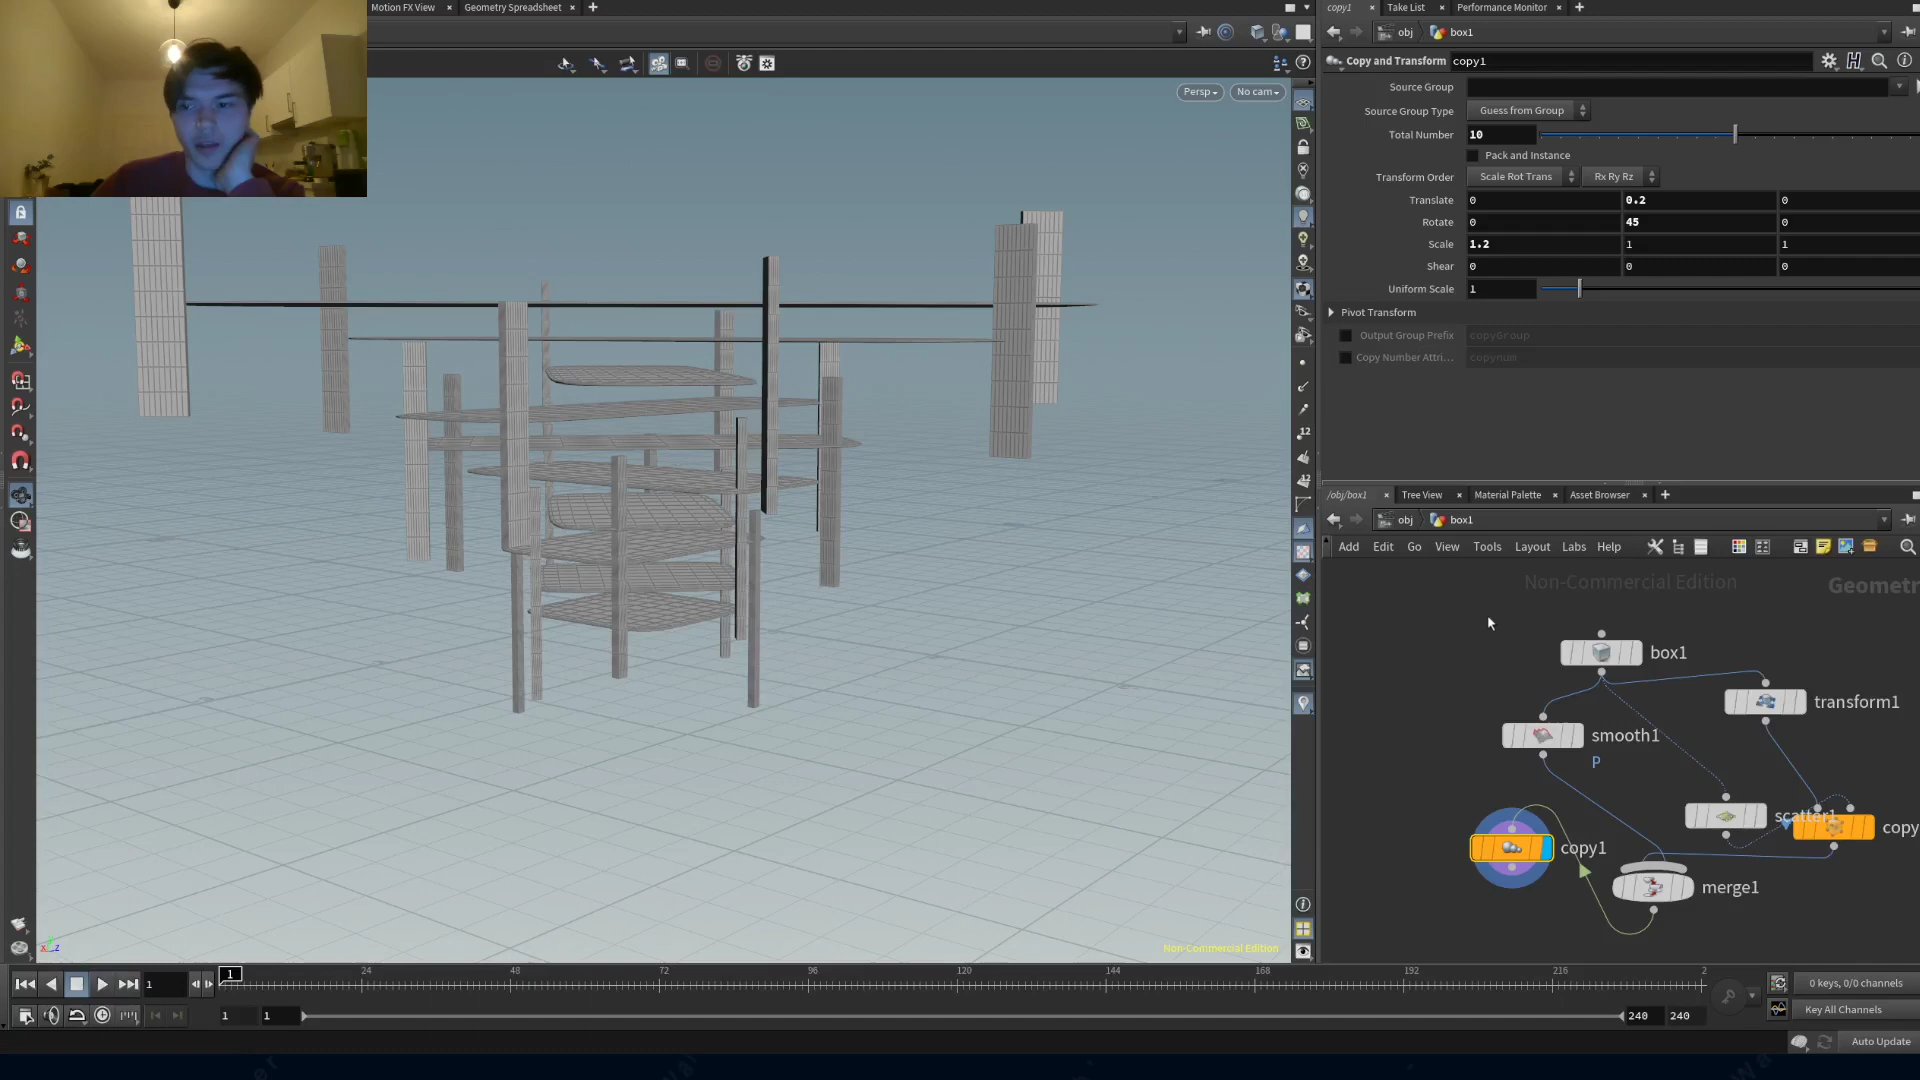 Motion FX View × Geometry Spreadsheet × +
copy1 × Take List × Performance Monitor × +
obj box1
Copy and Transform copy1
Persp No cam
Source Group
Source Group Type Guess from Group
Total Number 10
Pack and Instance
Transform Order Scale Rot Trans Rx Ry Rz
Translate 0 0.2 0
Rotate 0 45 0
Scale 1.2 1 1
Shear 0 0 0
Uniform Scale 1
Pivot Transform
Output Group Prefix copyGroup
Copy Number Attri... copynum
/obj/box1 × Tree View × Material Palette × Asset Browser × +
obj box1
Add Edit Go View Tools Layout Labs Help
Non-Commercial Edition
Geometr
box1
transform1
smooth1
P
scatter1
copy
copy1
merge1
Non-Commercial Edition
12
12
x z
1 1 24 48 72 96 120 144 168 192 216 2
0 keys, 0/0 channels
1 1 240 240
Key All Channels
Auto Update